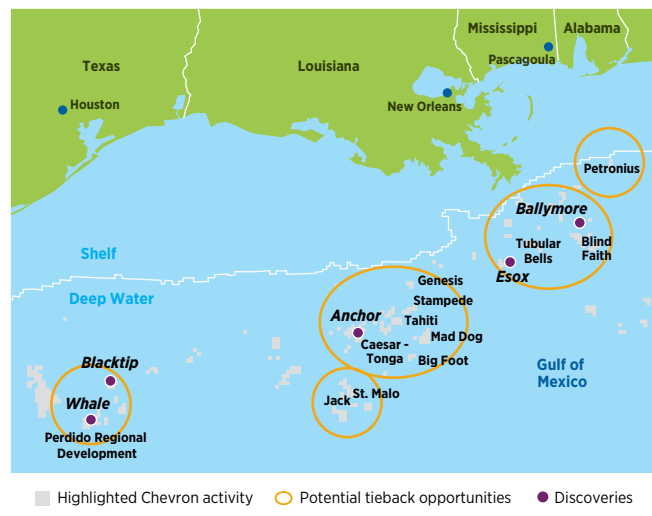 Mississippi
Alabama
Texas
Louisiana
Pascagoula
Houston
New Orleans
Petronius
Ballymore
Shelf
Tubular
Bells
Blind
Faith
Esox
Deep Water
Genesis
Stampede
Anchor
Tahiti
Mad Dog
Caesar -
Tonga
Big Foot
Blacktip
Gulf of
Mexico
Whale
Jack
St. Malo
Perdido Regional
Development
Highlighted Chevron activity
Potential tieback opportunities
Discoveries